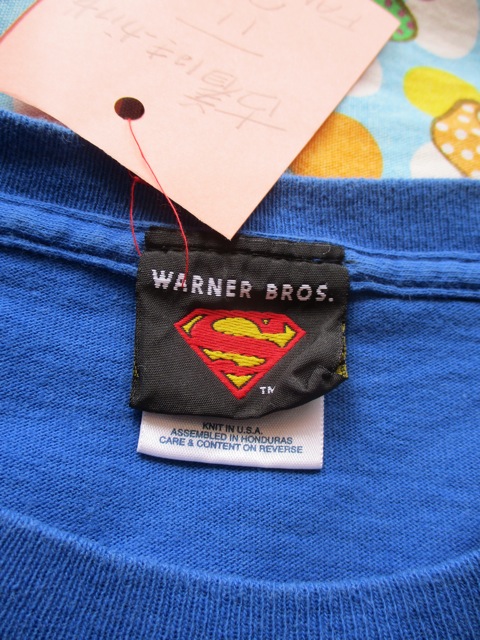 WARNER BROS.
TM
KNIT IN U.S.A.
ASSEMBLED IN HONDURAS
CARE & CONTENT ON REVERSE